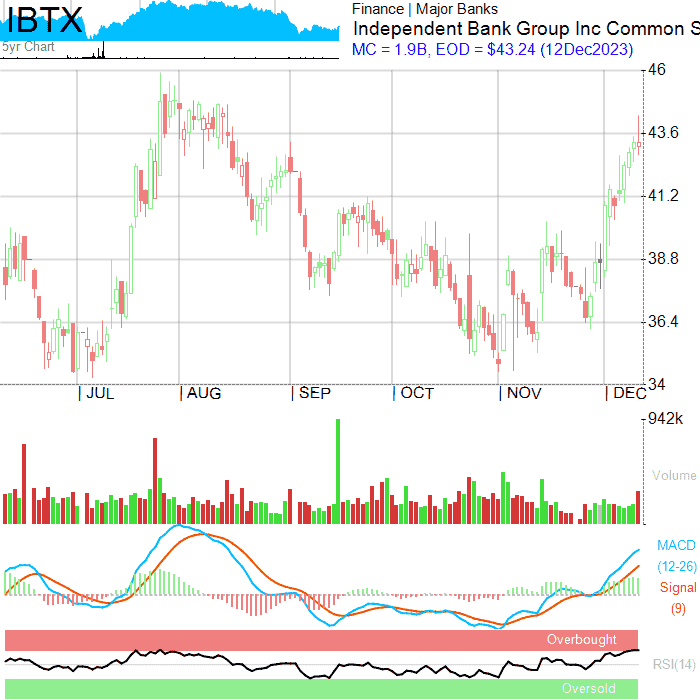 IBTX
5yr Chart
Finance | Major Banks
Independent Bank Group Inc Common S
MC = 1.9B, EOD = $43.24 (12Dec2023)
46
43.6
41.2
38.8
36.4
34
| JUL | AUG | SEP | OCT | NOV | DEC
942k
Volume
MACD
(12-26)
Signal
(9)
Overbought
RSI(14)
Oversold